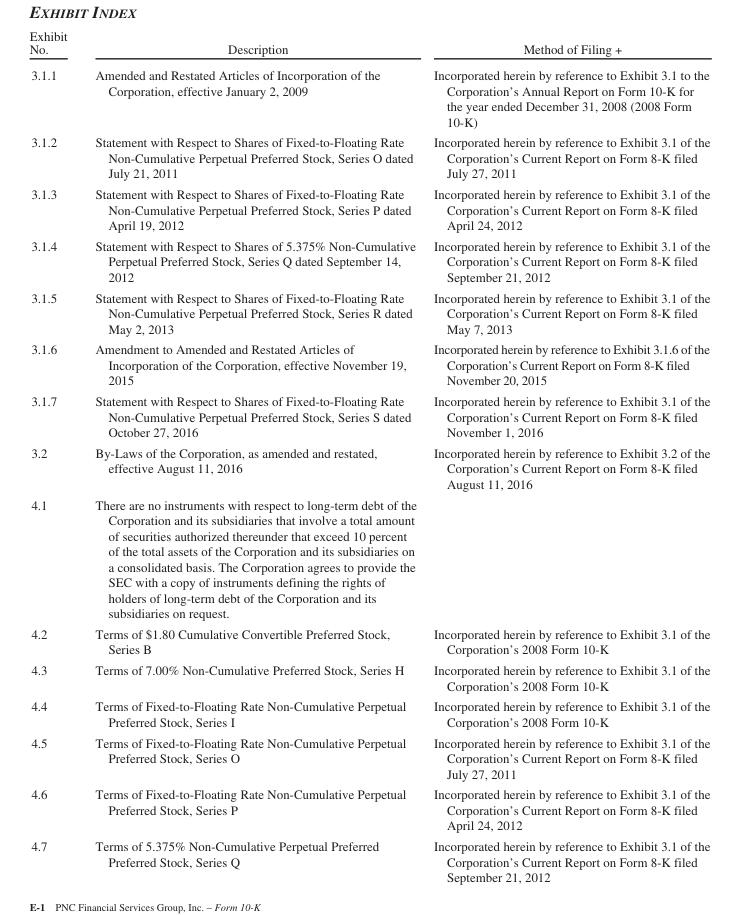 EXHIBIT INDEX
Exhibit
No. Description Method of Filing +
3.1.1 Amended and Restated Articles of Incorporation of the Incorporated herein by reference to Exhibit 3.1 to the
Corporation, effective January 2, 2009 Corporation's Annual Report on Form 10-K for
the year ended December 31, 2008 (2008 Form
10-K)
3.1.2 Statement with Respect to Shares of Fixed-to-Floating Rate Incorporated herein by reference to Exhibit 3.1 of the
Non-Cumulative Perpetual Preferred Stock, Series O dated Corporation's Current Report on Form 8-K filed
July 21, 2011 July 27, 2011
3.1.3 Statement with Respect to Shares of Fixed-to-Floating Rate Incorporated herein by reference to Exhibit 3.1 of the
Non-Cumulative Perpetual Preferred Stock, Series P dated Corporation's Current Report on Form 8-K filed
April 19, 2012 April 24, 2012
3.1.4 Statement with Respect to Shares of 5.375% Non-Cumulative Incorporated herein by reference to Exhibit 3.1 of the
Perpetual Preferred Stock, Series Q dated September 14, Corporation's Current Report on Form 8-K filed
2012 September 21, 2012
3.1.5 Statement with Respect to Shares of Fixed-to-Floating Rate Incorporated herein by reference to Exhibit 3.1 of the
Non-Cumulative Perpetual Preferred Stock, Series R dated Corporation's Current Report on Form 8-K filed
May 2, 2013 May 7, 2013
3.1.6 Amendment to Amended and Restated Articles of Incorporated herein by reference to Exhibit 3.1.6 of the
Incorporation of the Corporation, effective November 19, Corporation's Current Report on Form 8-K filed
2015 November 20, 2015
3.1.7 Statement with Respect to Shares of Fixed-to-Floating Rate Incorporated herein by reference to Exhibit 3.1 of the
Non-Cumulative Perpetual Preferred Stock, Series S dated Corporation's Current Report on Form 8-K filed
October 27, 2016 November 1, 2016
3.2 By-Laws of the Corporation, as amended and restated, Incorporated herein by reference to Exhibit 3.2 of the
effective August 11, 2016 Corporation's Current Report on Form 8-K filed
August 11, 2016
4.1 There are no instruments with respect to long-term debt of the
Corporation and its subsidiaries that involve a total amount
of securities authorized thereunder that exceed 10 percent
of the total assets of the Corporation and its subsidiaries on
a consolidated basis. The Corporation agrees to provide the
SEC with a copy of instruments defining the rights of
holders of long-term debt of the Corporation and its
subsidiaries on request.
4.2 Terms of $1.80 Cumulative Convertible Preferred Stock, Incorporated herein by reference to Exhibit 3.1 of the
Series B Corporation's 2008 Form 10-K
4.3 Terms of 7.00% Non-Cumulative Preferred Stock, Series H Incorporated herein by reference to Exhibit 3.1 of the
Corporation's 2008 Form 10-K
4.4 Terms of Fixed-to-Floating Rate Non-Cumulative Perpetual Incorporated herein by reference to Exhibit 3.1 of the
Preferred Stock, Series I Corporation's 2008 Form 10-K
4.5 Terms of Fixed-to-Floating Rate Non-Cumulative Perpetual Incorporated herein by reference to Exhibit 3.1 of the
Preferred Stock, Series O Corporation's Current Report on Form 8-K filed
July 27, 2011
4.6 Terms of Fixed-to-Floating Rate Non-Cumulative Perpetual Incorporated herein by reference to Exhibit 3.1 of the
Preferred Stock, Series P Corporation's Current Report on Form 8-K filed
April 24, 2012
4.7 Terms of 5.375% Non-Cumulative Perpetual Preferred Incorporated herein by reference to Exhibit 3.1 of the
Preferred Stock, Series Q Corporation's Current Report on Form 8-K filed
September 21, 2012
E-1 PNC Financial Services Group, Inc. – Form 10-K